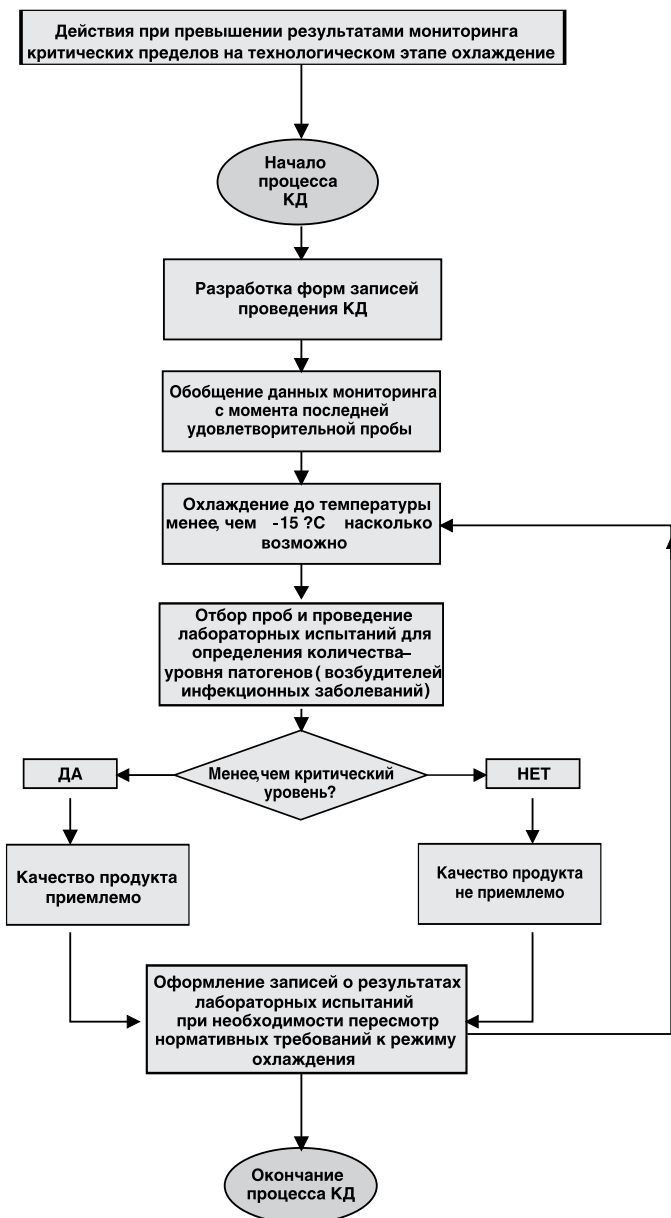 Действия при превышении результатами мониторинга
критических пределов на технологическом этапе охлаждение
Начало
процесса
КД
Разработка форм записей
проведения КД
Обобщение данных мониторинга
с момента последней
удовлетворительной пробы
Охлаждение до температуры
менее, чем -15 ?С насколько
возможно
Отбор проб и проведение
лабораторных испытаний для
определения количества–
уровня патогенов ( возбудителей
инфекционных заболеваний)
Менее,чем критический
уровень?
ДА
НЕТ
Качество продукта
приемлемо
Качество продукта
не приемлемо
Оформление записей о результатах
лабораторных испытаний
при необходимости пересмотр
нормативных требований к режиму
охлаждения
Окончание
процесса КД